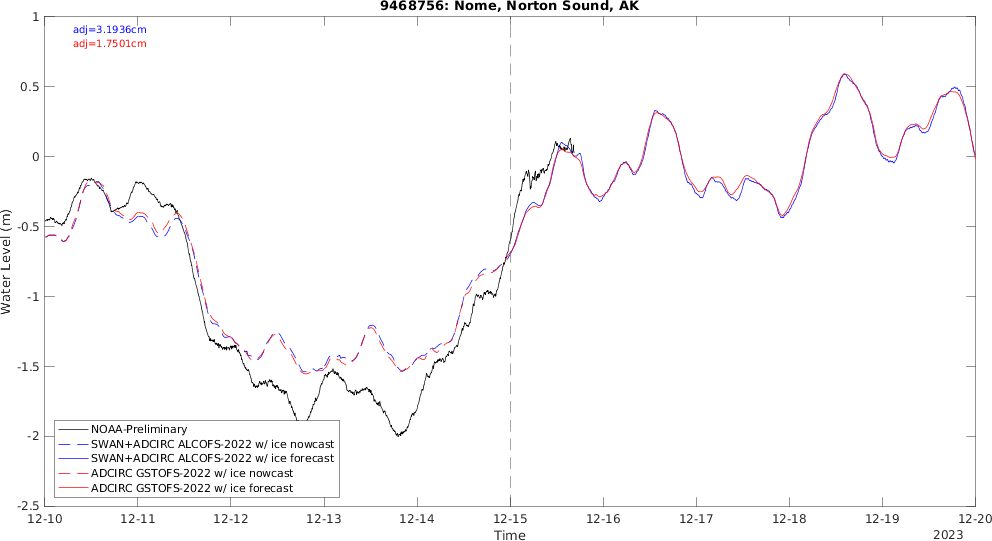 9468756: Nome, Norton Sound, AK
adj=3.1936cm
adj=1.7501cm
Water Level (m)
1
0.5
0
-0.5
-1
-1.5
-2
-2.5
NOAA-Preliminary
SWAN+ADCIRC ALCOFS-2022 w/ ice nowcast
SWAN+ADCIRC ALCOFS-2022 w/ ice forecast
ADCIRC GSTOFS-2022 w/ ice nowcast
ADCIRC GSTOFS-2022 w/ ice forecast
12-10 12-11 12-12 12-13 12-14 12-15 12-16 12-17 12-18 12-19 12-20
Time
2023